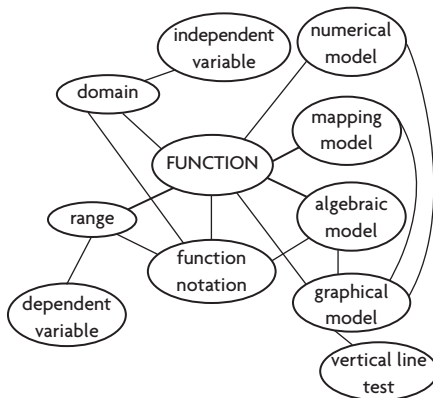 independent
variable
numerical
model
domain
mapping
model
FUNCTION
range
algebraic
model
function
notation
dependent
variable
graphical
model
vertical line
test